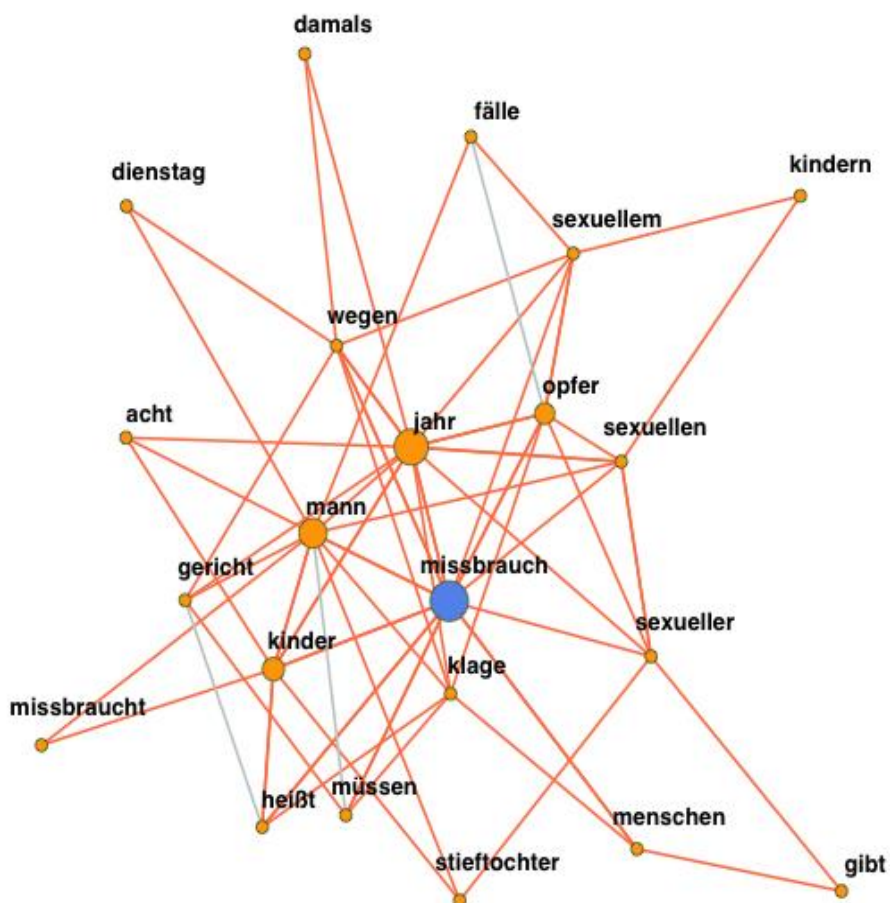 damals
fälle
kindern
dienstag
sexuellem
wegen
opfer
acht
jahr
sexuellen
mann
gericht
missbrauch
kinder
sexueller
klage
missbraucht
heißt
müssen
menschen
stieftochter
gibt